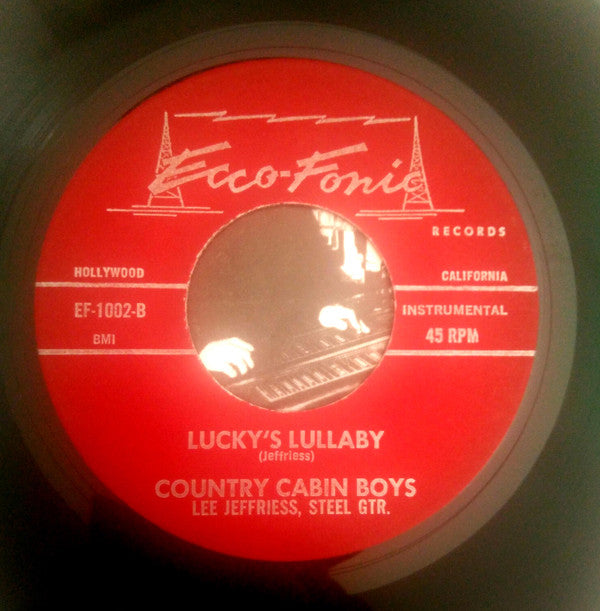 Ecco-Fonic
RECORDS
HOLLYWOOD
CALIFORNIA
EF-1002-B
INSTRUMENTAL
BMI
45 RPM
LUCKY'S LULLABY
(Jeffriess)
COUNTRY CABIN BOYS
LEE JEFFRIESS, STEEL GTR.